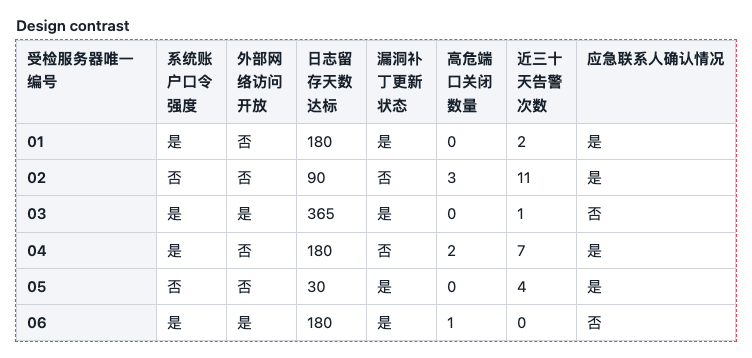 Design contrast
受检服务器唯一编号 系统账户口令强度 外部网络访问开放 日志留存天数达标 漏洞补丁更新状态 高危端口关闭数量 近三十天告警次数 应急联系人确认情况
01 是 否 180 是 0 2 是
02 否 否 90 否 3 11 是
03 是 是 365 是 0 1 否
04 是 否 180 否 2 7 是
05 否 否 30 是 0 4 是
06 是 是 180 是 1 0 否